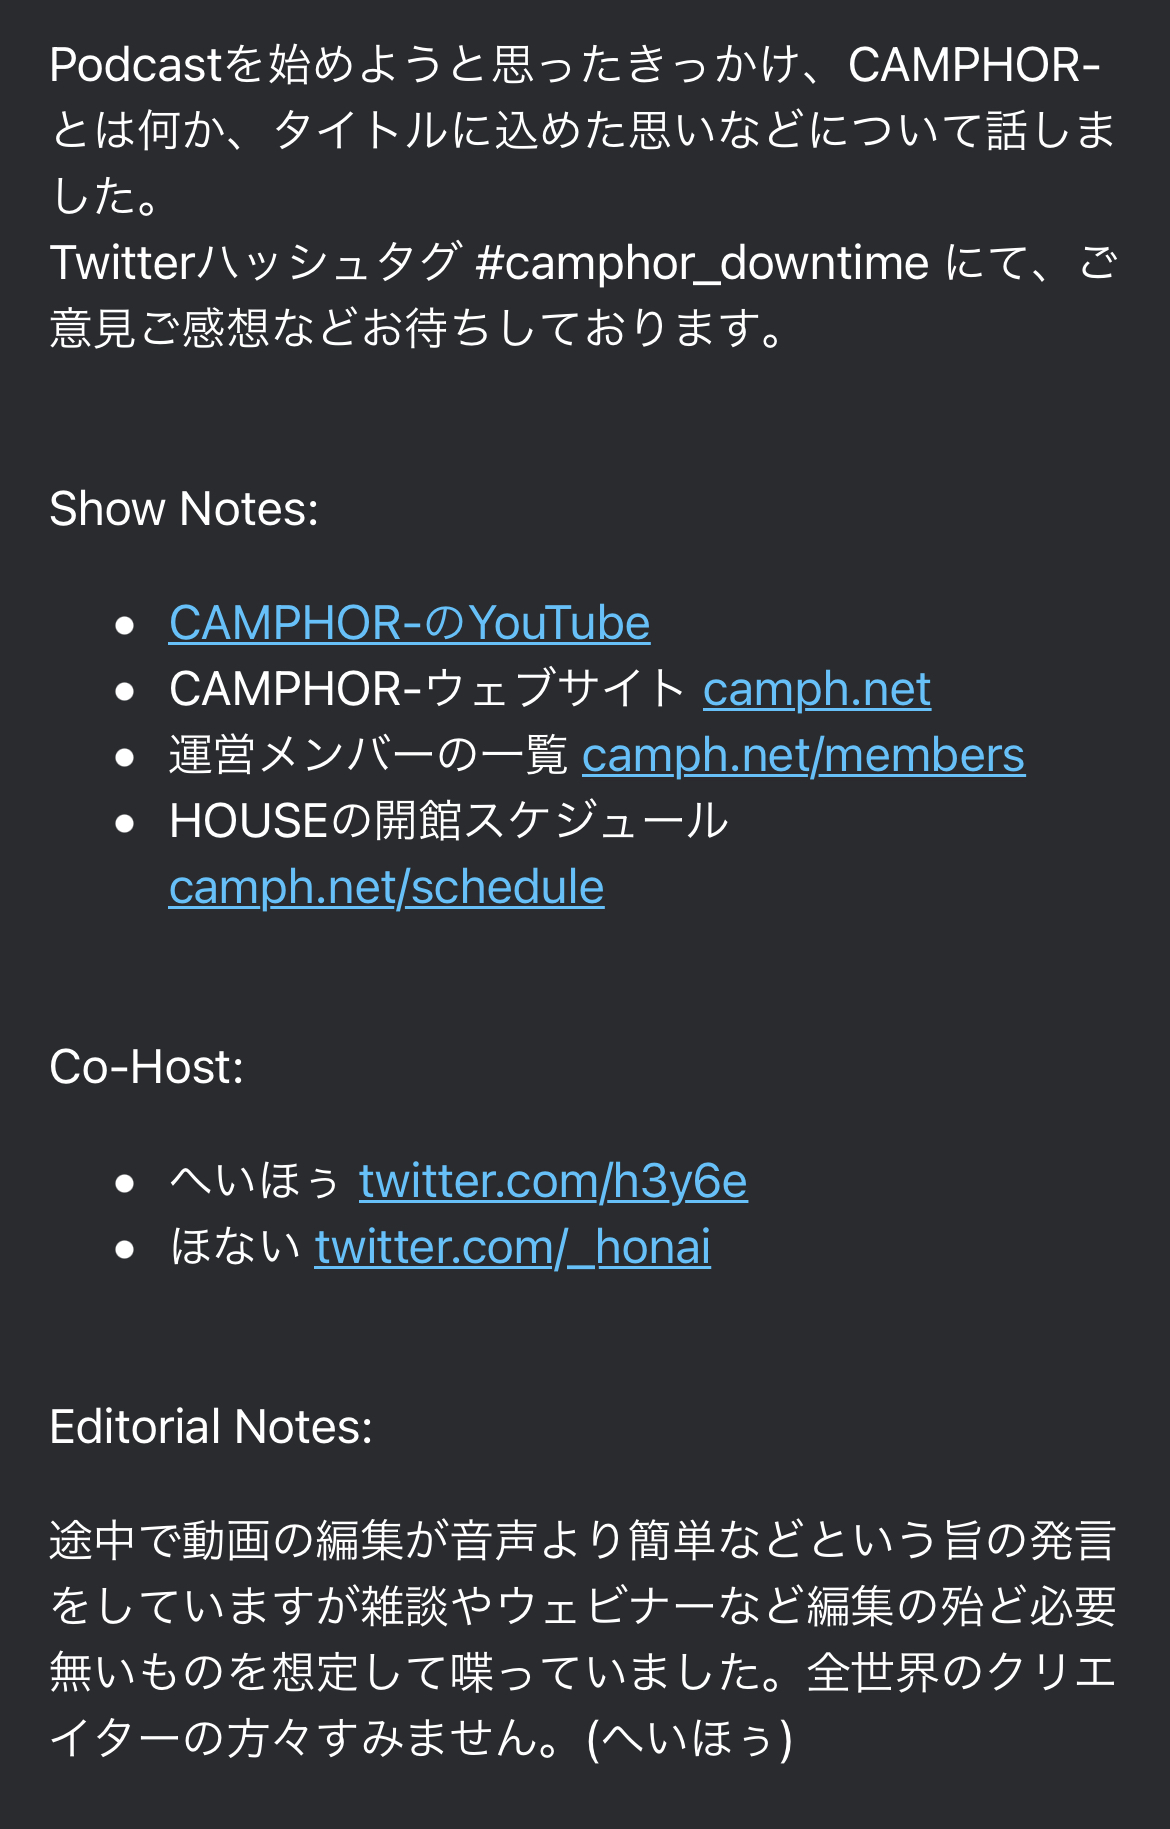 Podcastを始めようと思ったきっかけ、CAMPHOR-
とは何か、タイトルに込めた思いなどについて話しま
した。
Twitterハッシュタグ #camphor_downtime にて、ご
意見ご感想などお待ちしております。
Show Notes:
• CAMPHOR-のYouTube
• CAMPHOR-ウェブサイト camph.net
• 運営メンバーの一覧 camph.net/members
• HOUSEの開館スケジュール
camph.net/schedule
Co-Host:
• へいほぅ twitter.com/h3y6e
• ほない twitter.com/_honai
Editorial Notes:
途中で動画の編集が音声より簡単などという旨の発言
をしていますが雑談やウェビナーなど編集の殆ど必要
無いものを想定して喋っていました。全世界のクリエ
イターの方々すみません。(へいほぅ)